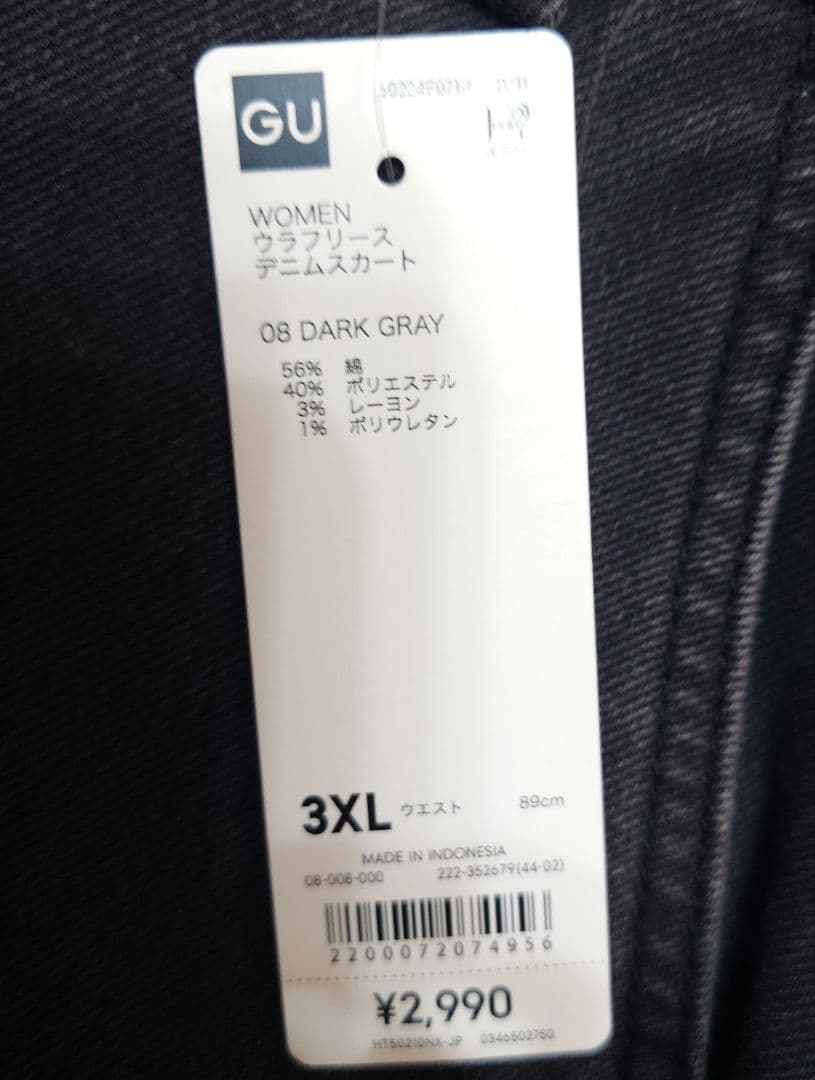 GU
WOMEN
ウラフリース
デニムスカート
08 DARK GRAY
56% 綿
40% ポリエステル
3% レーヨン
1% ポリウレタン
3XL ウエスト 89cm
MADE IN INDONESIA
08-008-000 222-352679(44-02)
2200072074956
¥2,990
HT50210NX-JP 0346502750